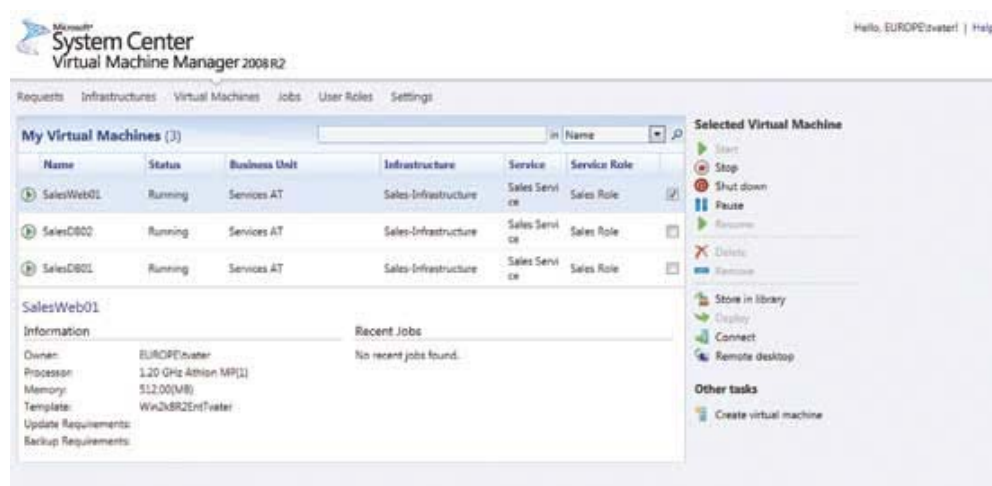 Microsoft
System Center
Virtual Machine Manager 2008 R2
Hello, EUROPE\tvater! | Help
Requests Infrastructures Virtual Machines Jobs User Roles Settings
My Virtual Machines (3)
in Name
Name Status Business Unit Infrastructure Service Service Role
SalesWeb01 Running Services AT Sales-Infrastructure Sales Servi
ce
Sales Role
SalesDB02 Running Services AT Sales-Infrastructure Sales Servi
ce
Sales Role
SalesDB01 Running Services AT Sales-Infrastructure Sales Servi
ce
Sales Role
SalesWeb01
Information
Owner: EUROPE\tvater
Processor: 1.20 GHz Athlon MP(1)
Memory: 512.00(MB)
Template: Win2k8R2EntTvater
Update Requirements:
Backup Requirements:
Recent Jobs
No recent jobs found.
Selected Virtual Machine
Start
Stop
Shut down
Pause
Resume
Delete
Remove
Store in library
Deploy
Connect
Remote desktop
Other tasks
Create virtual machine